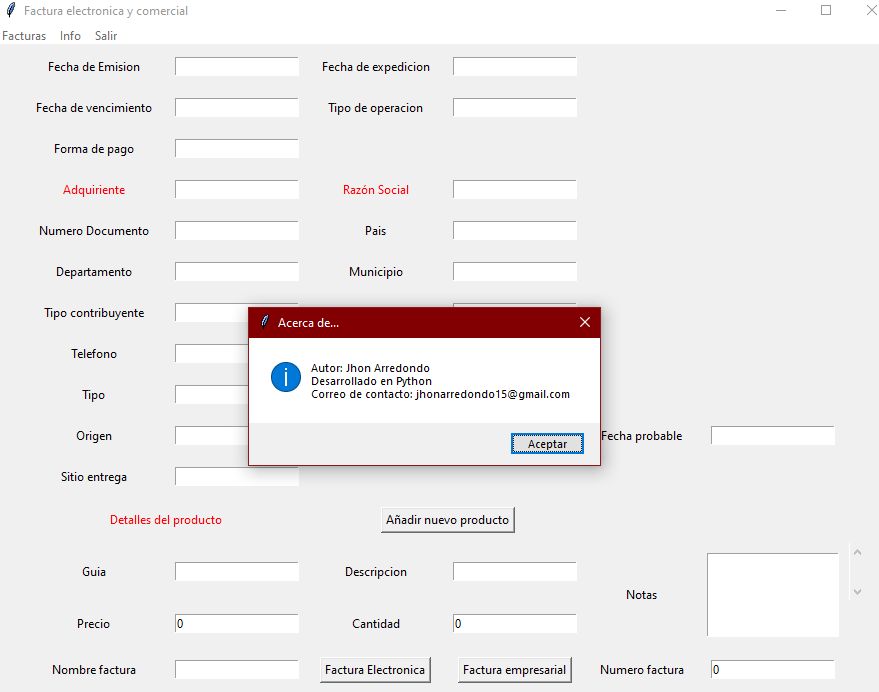 Factura electronica y comercial
Facturas Info Salir
Fecha de Emision Fecha de expedicion
Fecha de vencimiento Tipo de operacion
Forma de pago
Adquiriente Razón Social
Numero Documento Pais
Departamento Municipio
Tipo contribuyente
Acerca de...
Telefono
Autor: Jhon Arredondo
Desarrollado en Python
Correo de contacto: jhonarredondo15@gmail.com
Tipo
Origen
Aceptar
Fecha probable
Sitio entrega
Detalles del producto Añadir nuevo producto
Guia Descripcion
Notas
Precio 0 Cantidad 0
Nombre factura Factura Electronica Factura empresarial Numero factura 0